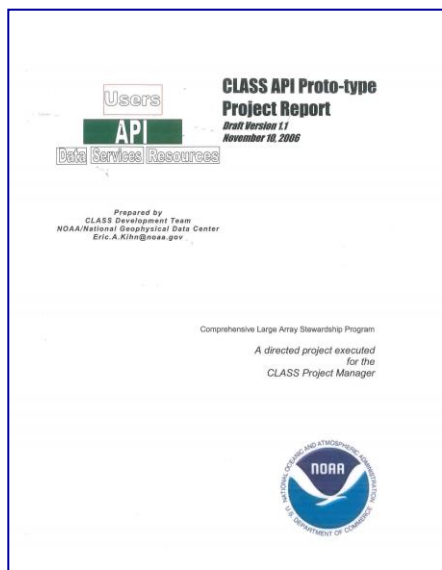 Users
API
Data Services Resources
CLASS API Proto-type
Project Report
Draft Version 1.1
November 10, 2006
Prepared by
CLASS Development Team
NOAA/National Geophysical Data Center
Eric.A.Kihn@noaa.gov
Comprehensive Large Array Stewardship Program
A directed project executed
for the
CLASS Project Manager
NATIONAL OCEANIC AND ATMOSPHERIC ADMINISTRATION
NOAA
U.S. DEPARTMENT OF COMMERCE